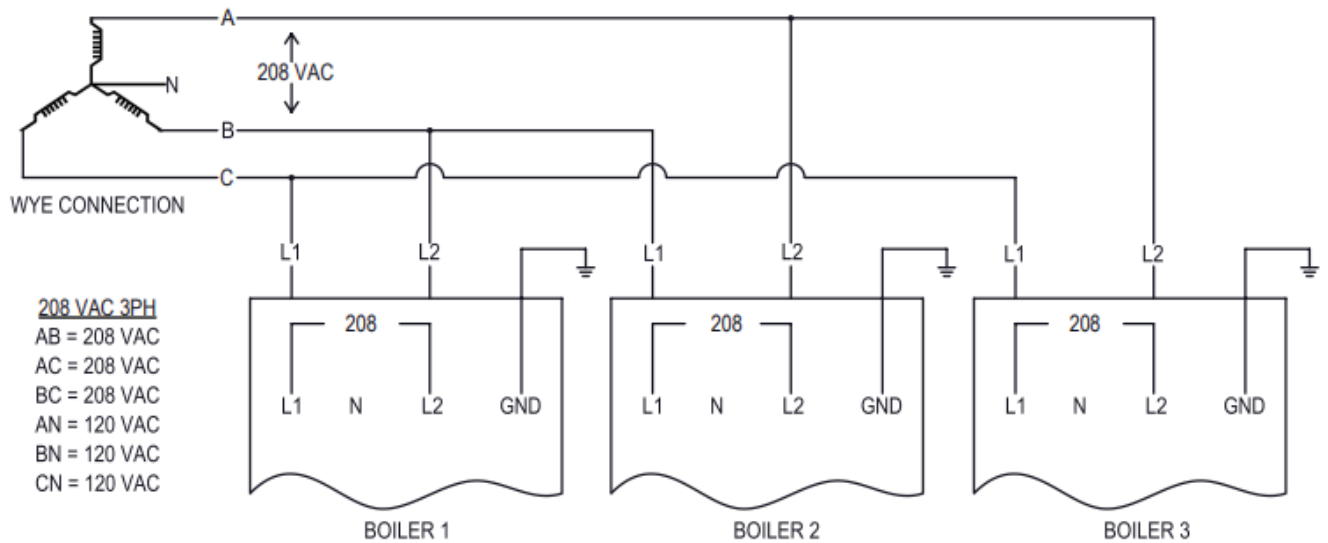 A
208 VAC
N
B
C
WYE CONNECTION
L1 L2 L1 L2 L1 L2
208 VAC 3PH
AB = 208 VAC
AC = 208 VAC
BC = 208 VAC
AN = 120 VAC
BN = 120 VAC
CN = 120 VAC
208
L1 N L2 GND
BOILER 1
208
L1 N L2 GND
BOILER 2
208
L1 N L2 GND
BOILER 3